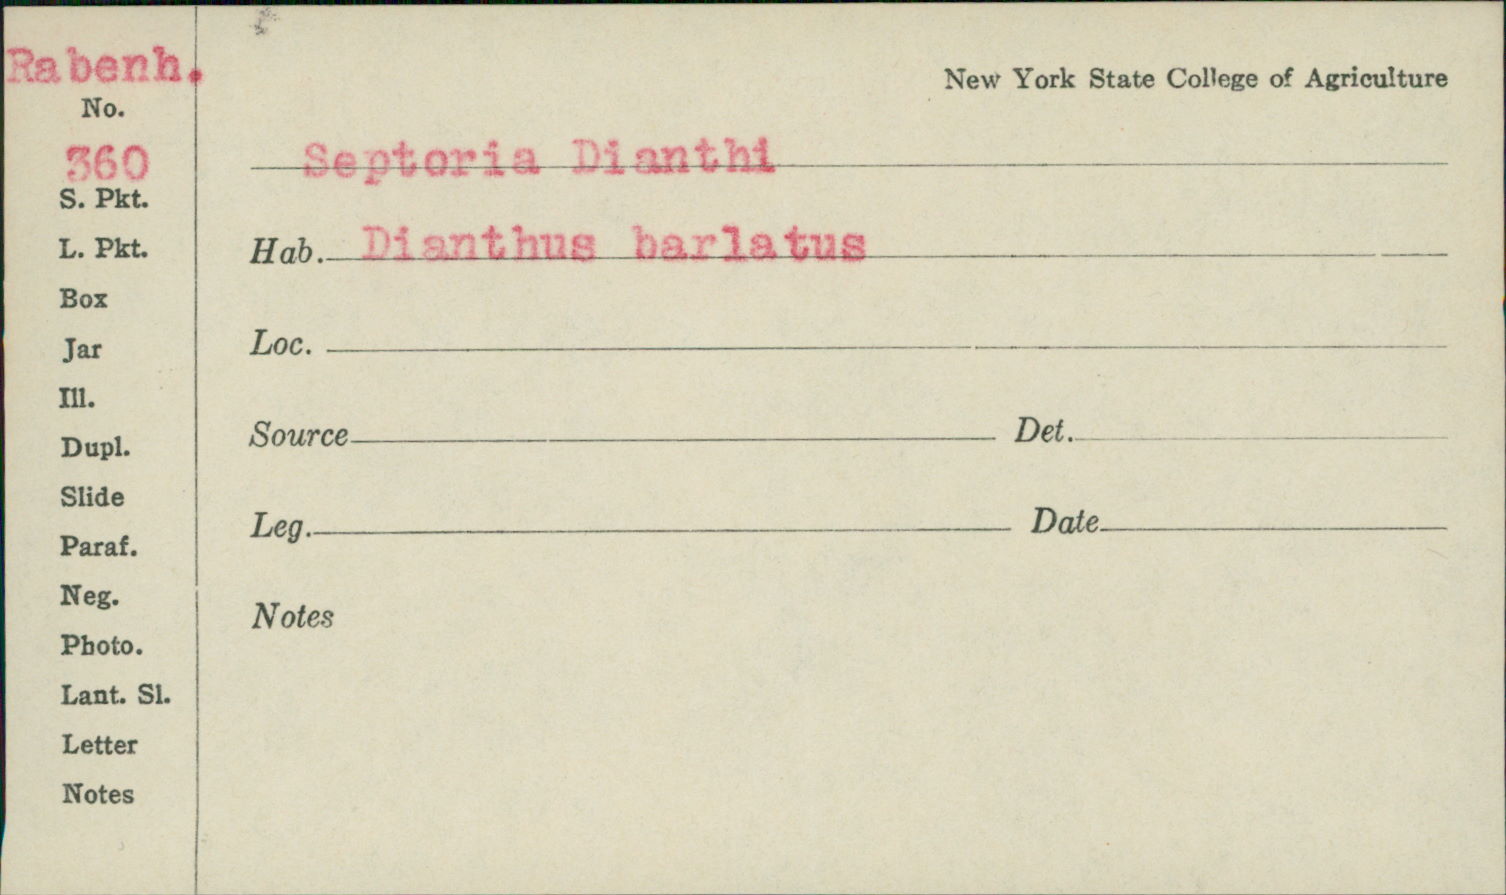 Rabenh.
No.
360
S. Pkt.
L. Pkt.
Box
Jar
Ill.
Dupl.
Slide
Paraf.
Neg.
Photo.
Lant. Sl.
Letter
Notes
New York State College of Agriculture
Septoria Dianthi
Hab. Dianthus barlatus
Loc.
Source Det.
Leg. Date
Notes